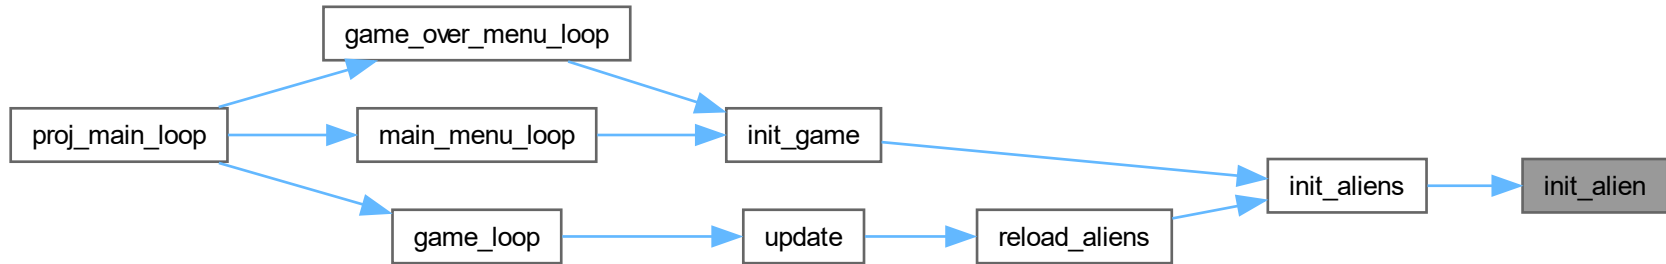 game_over_menu_loop
proj_main_loop
main_menu_loop
init_game
init_aliens
init_alien
game_loop
update
reload_aliens